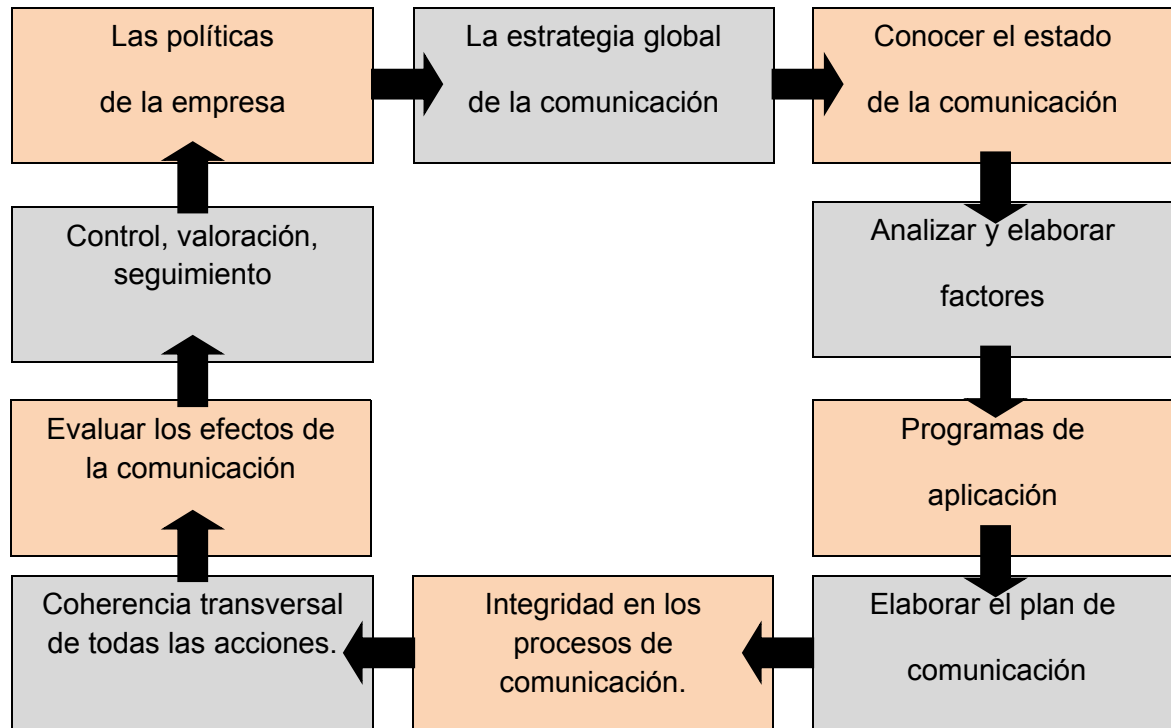 Las políticas
de la empresa
La estrategia global
de la comunicación
Conocer el estado
de la comunicación
Analizar y elaborar
factores
Programas de
aplicación
Elaborar el plan de
comunicación
Integridad en los
procesos de
comunicación.
Coherencia transversal
de todas las acciones.
Evaluar los efectos de
la comunicación
Control, valoración,
seguimiento